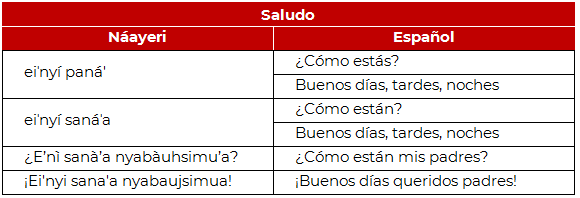 Saludo
Náayeri Español
ei'nyí paná' ¿Cómo estás?
Buenos días, tardes, noches
ei'nyí saná'a ¿Cómo están?
Buenos días, tardes, noches
¿E'nì sanà'a nyabàuhsimu'a? ¿Cómo están mis padres?
¡Ei'nyi sana'a nyabaujsimua! ¡Buenos días queridos padres!